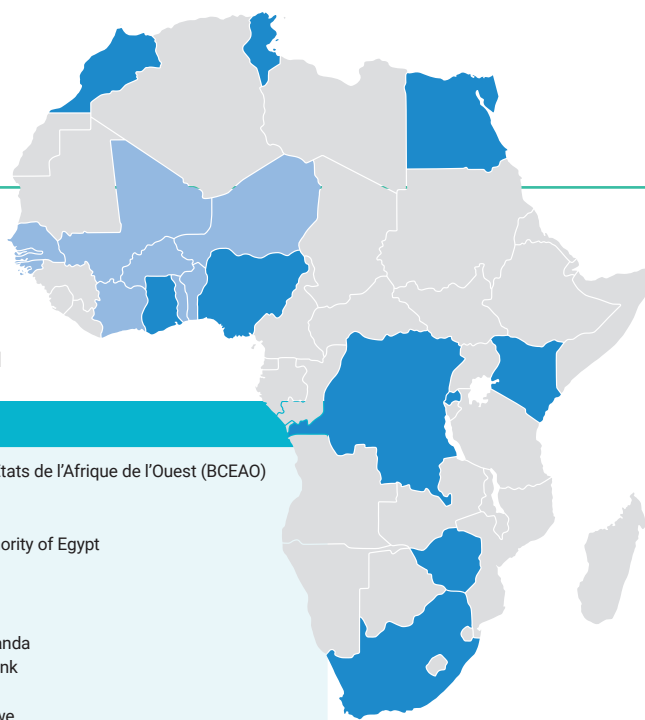 tats de l’Afrique de l’Ouest (BCEAO)
ority of Egypt
anda
nk
we